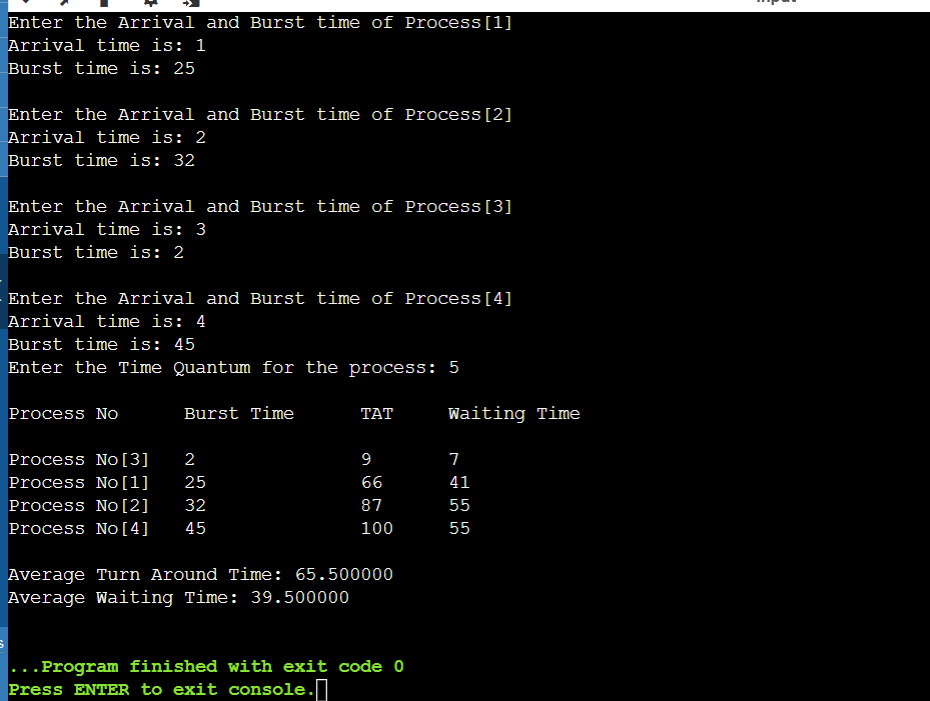 input
Enter the Arrival and Burst time of Process[1]
Arrival time is: 1
Burst time is: 25
Enter the Arrival and Burst time of Process[2]
Arrival time is: 2
Burst time is: 32
Enter the Arrival and Burst time of Process[3]
Arrival time is: 3
Burst time is: 2
Enter the Arrival and Burst time of Process[4]
Arrival time is: 4
Burst time is: 45
Enter the Time Quantum for the process: 5
Process No Burst Time TAT Waiting Time
Process No[3] 2 9 7
Process No[1] 25 66 41
Process No[2] 32 87 55
Process No[4] 45 100 55
Average Turn Around Time: 65.500000
Average Waiting Time: 39.500000
...Program finished with exit code 0
Press ENTER to exit console.